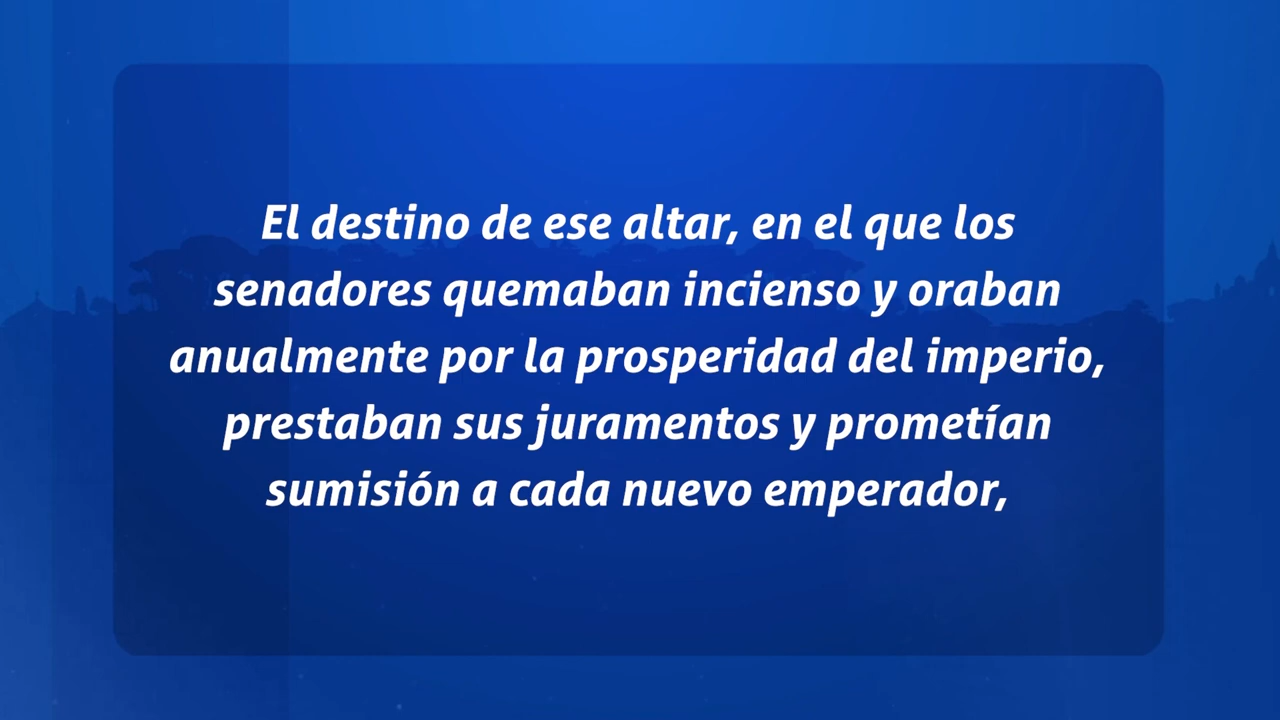 El destino de ese altar, en el que los
senadores quemaban incienso y oraban
anualmente por la prosperidad del imperio,
prestaban sus juramentos y prometían
sumisión a cada nuevo emperador,